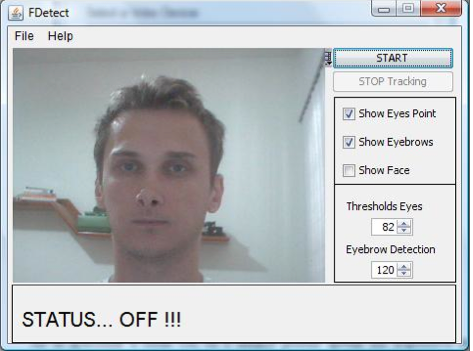 FDetect
File Help
START
STOP Tracking
Show Eyes Point
Show Eyebrows
Show Face
Thresholds Eyes
82
Eyebrow Detection
120
STATUS... OFF !!!